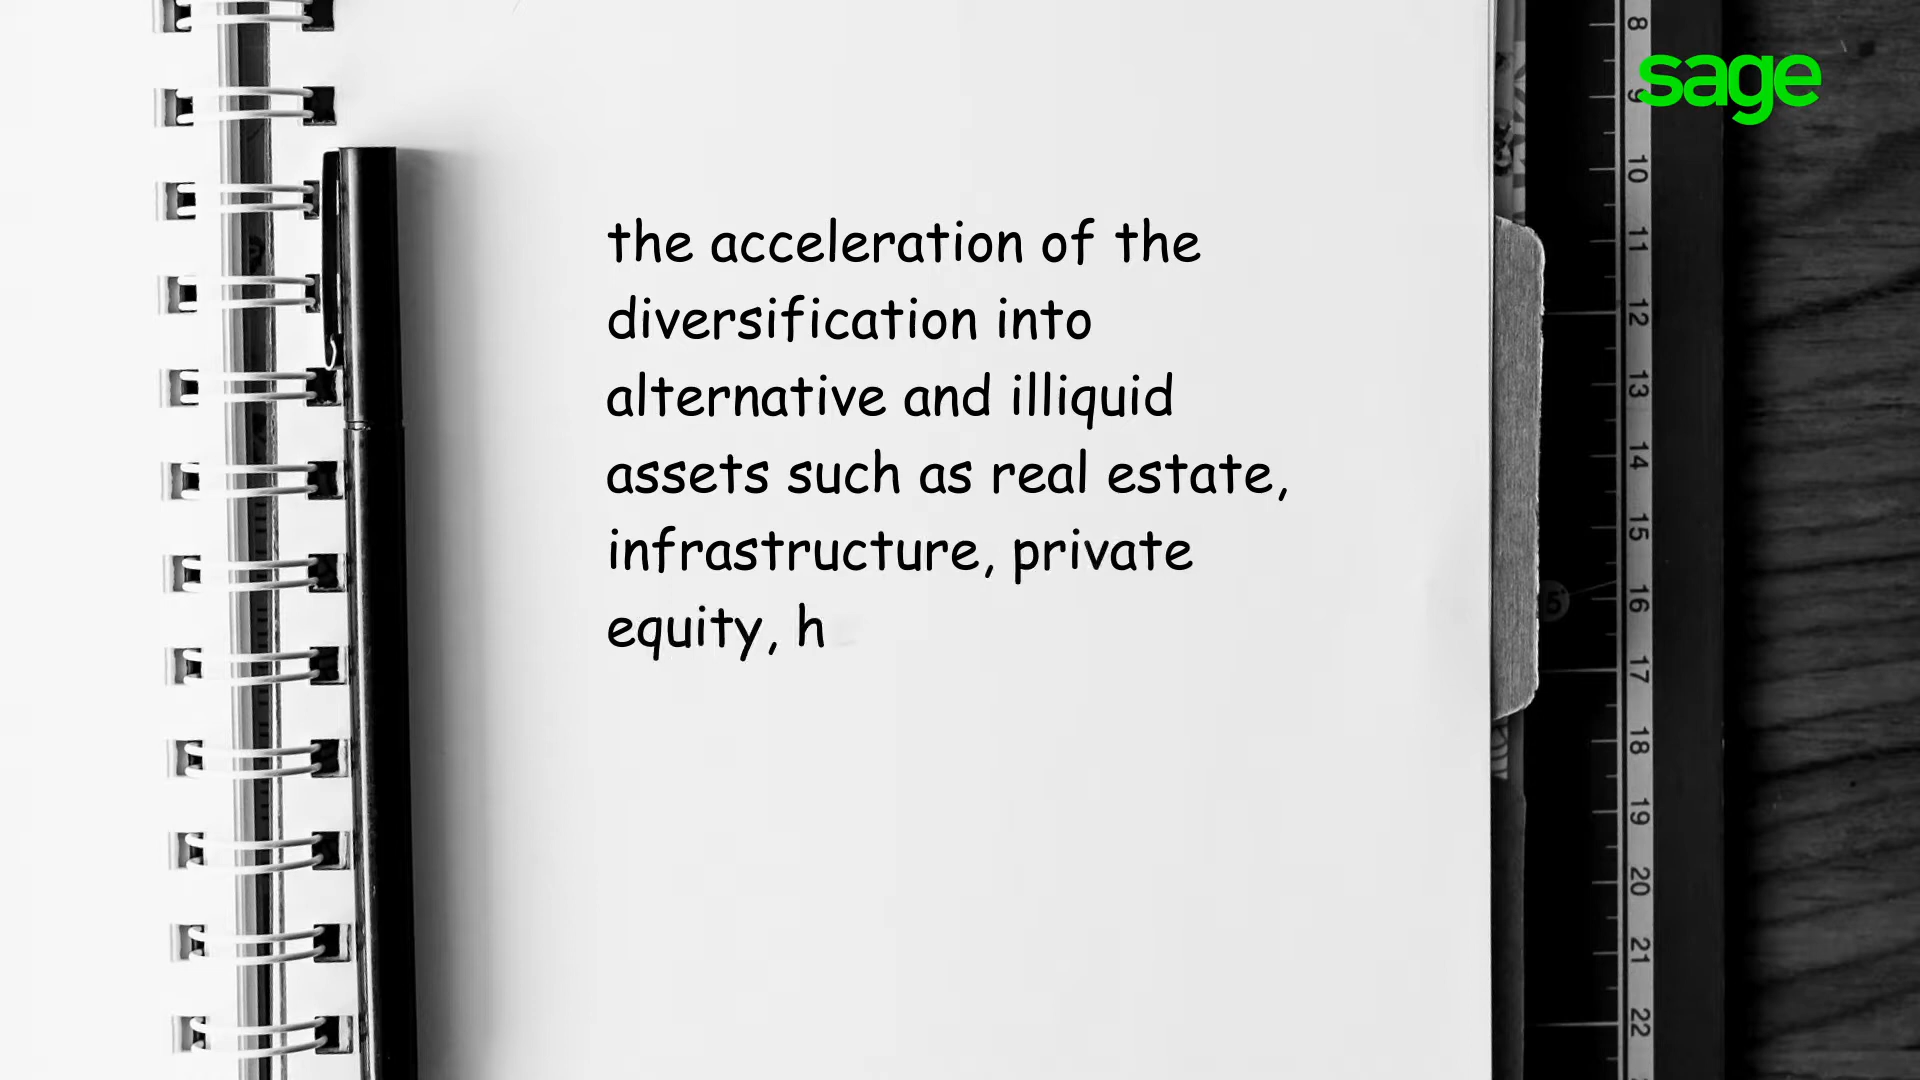 sage
the acceleration of the
diversification into
alternative and illiquid
assets such as real estate,
infrastructure, private
equity, h
8
9
10
11
12
13
14
15
5
16
17
18
19
20
21
22